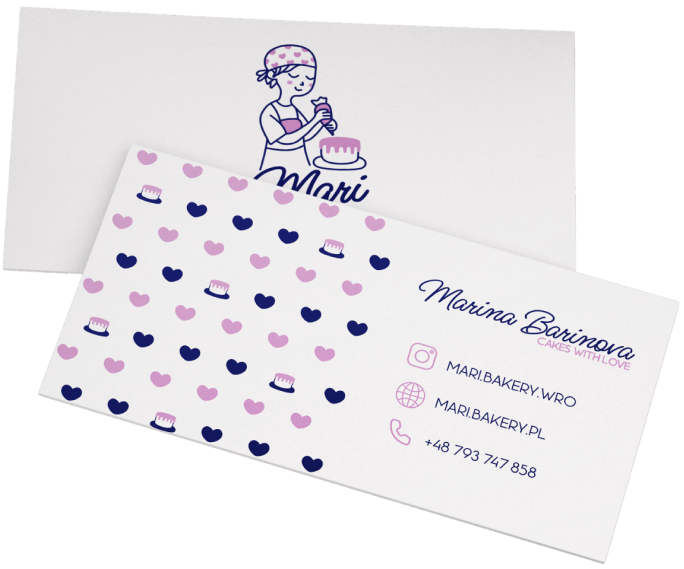 Mari
Marina Barinova
CAKES WITH LOVE
MARI.BAKERY.WRO
MARI.BAKERY.PL
+48 793 747 858